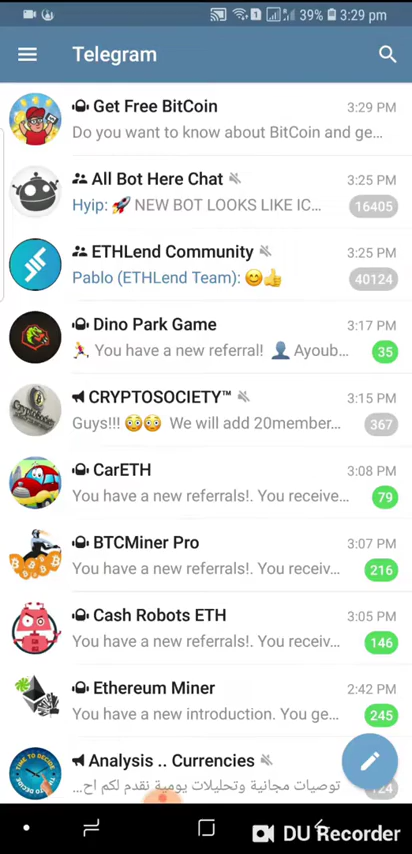 39% 3:29 pm
Telegram
Get Free BitCoin 3:29 PM
Do you want to know about BitCoin and ge...
All Bot Here Chat 3:25 PM
Hyip: 🚀 NEW BOT LOOKS LIKE IC... 16405
ETHLend Community 3:25 PM
Pablo (ETHLend Team): 😊👍 40124
Dino Park Game 3:17 PM
🏃 You have a new referral! 👤 Ayoub... 35
CRYPTOSOCIETY™ 3:15 PM
Guys!!! 😳😳 We will add 20member... 367
CarETH 3:08 PM
You have a new referrals!. You receive... 79
BTCMiner Pro 3:07 PM
You have a new referrals!. You receiv... 216
Cash Robots ETH 3:05 PM
You have a new referrals!. You receiv... 146
Ethereum Miner 2:42 PM
You have a new introduction. You ge... 245
TIME TO DECIDE
Analysis .. Currencies
توصيات مجانية وتحليلات يومية نقدم لكم اح...
DU Recorder